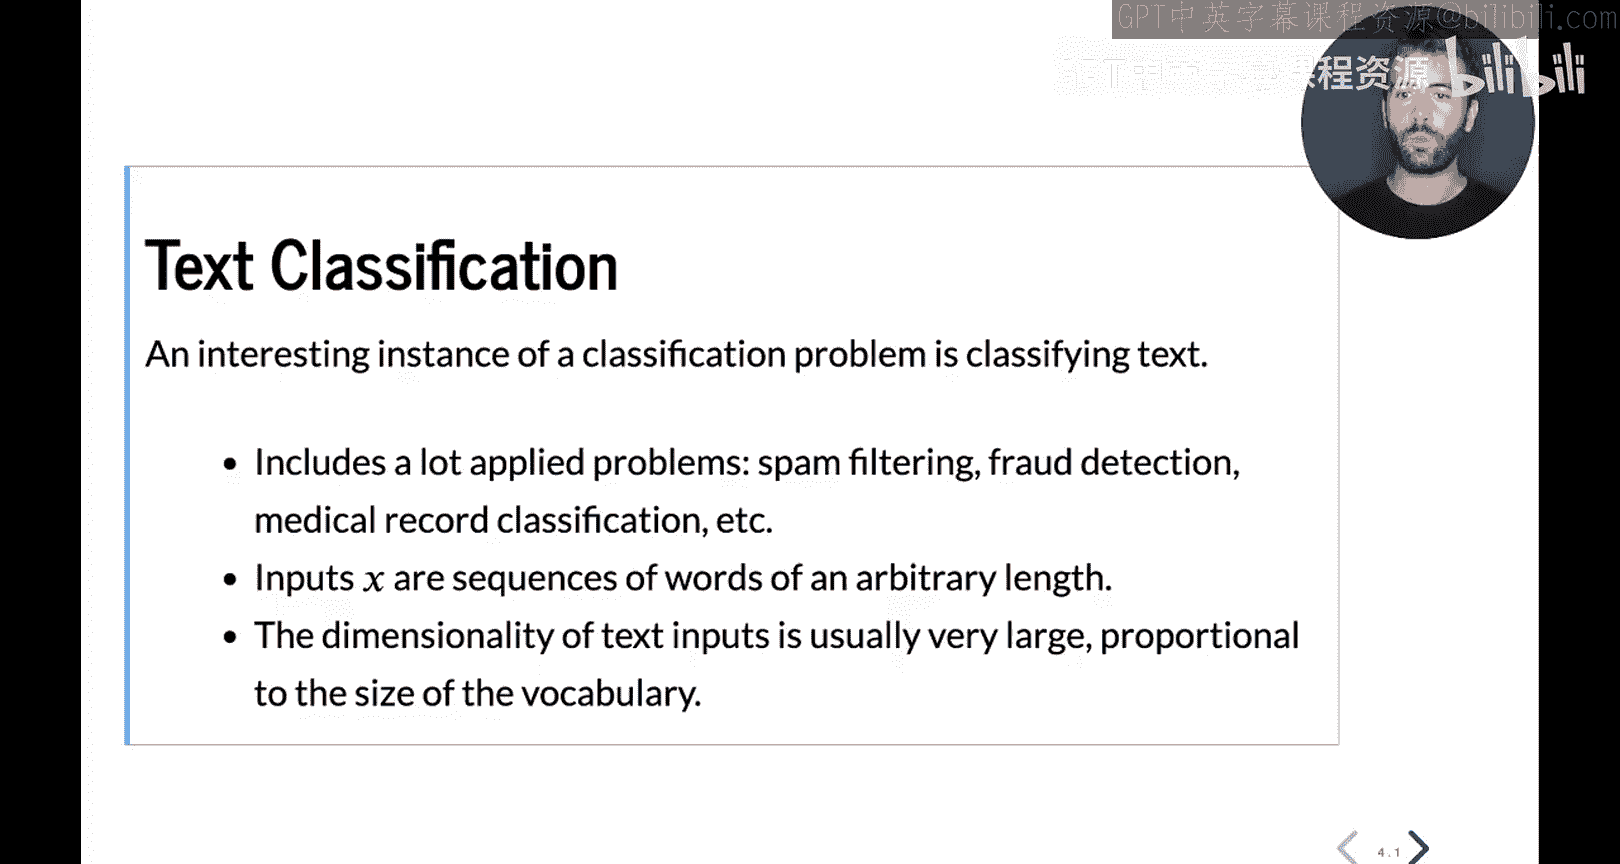 GPT中英字幕课程资源@bilibili.com
课程资源 bilibili
Text Classification
An interesting instance of a classification problem is classifying text.
• Includes a lot applied problems: spam filtering, fraud detection,
medical record classification, etc.
• Inputs x are sequences of words of an arbitrary length.
• The dimensionality of text inputs is usually very large, proportional
to the size of the vocabulary.
4.1